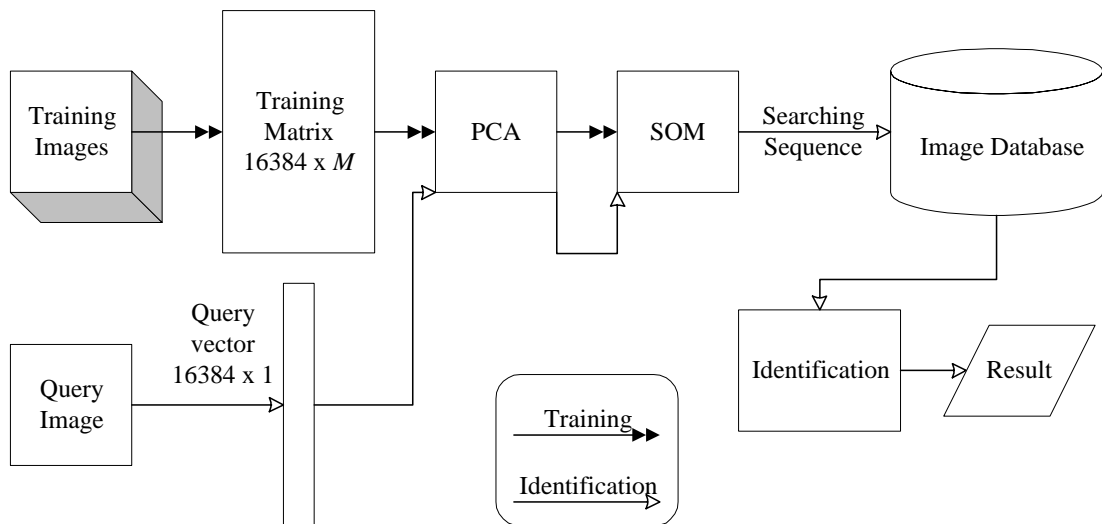 Training
Images
Training
Matrix
16384 x M
PCA
SOM
Searching
Sequence
Image Database
Query
vector
16384 x 1
Query
Image
Identification
Result
Training
Identification